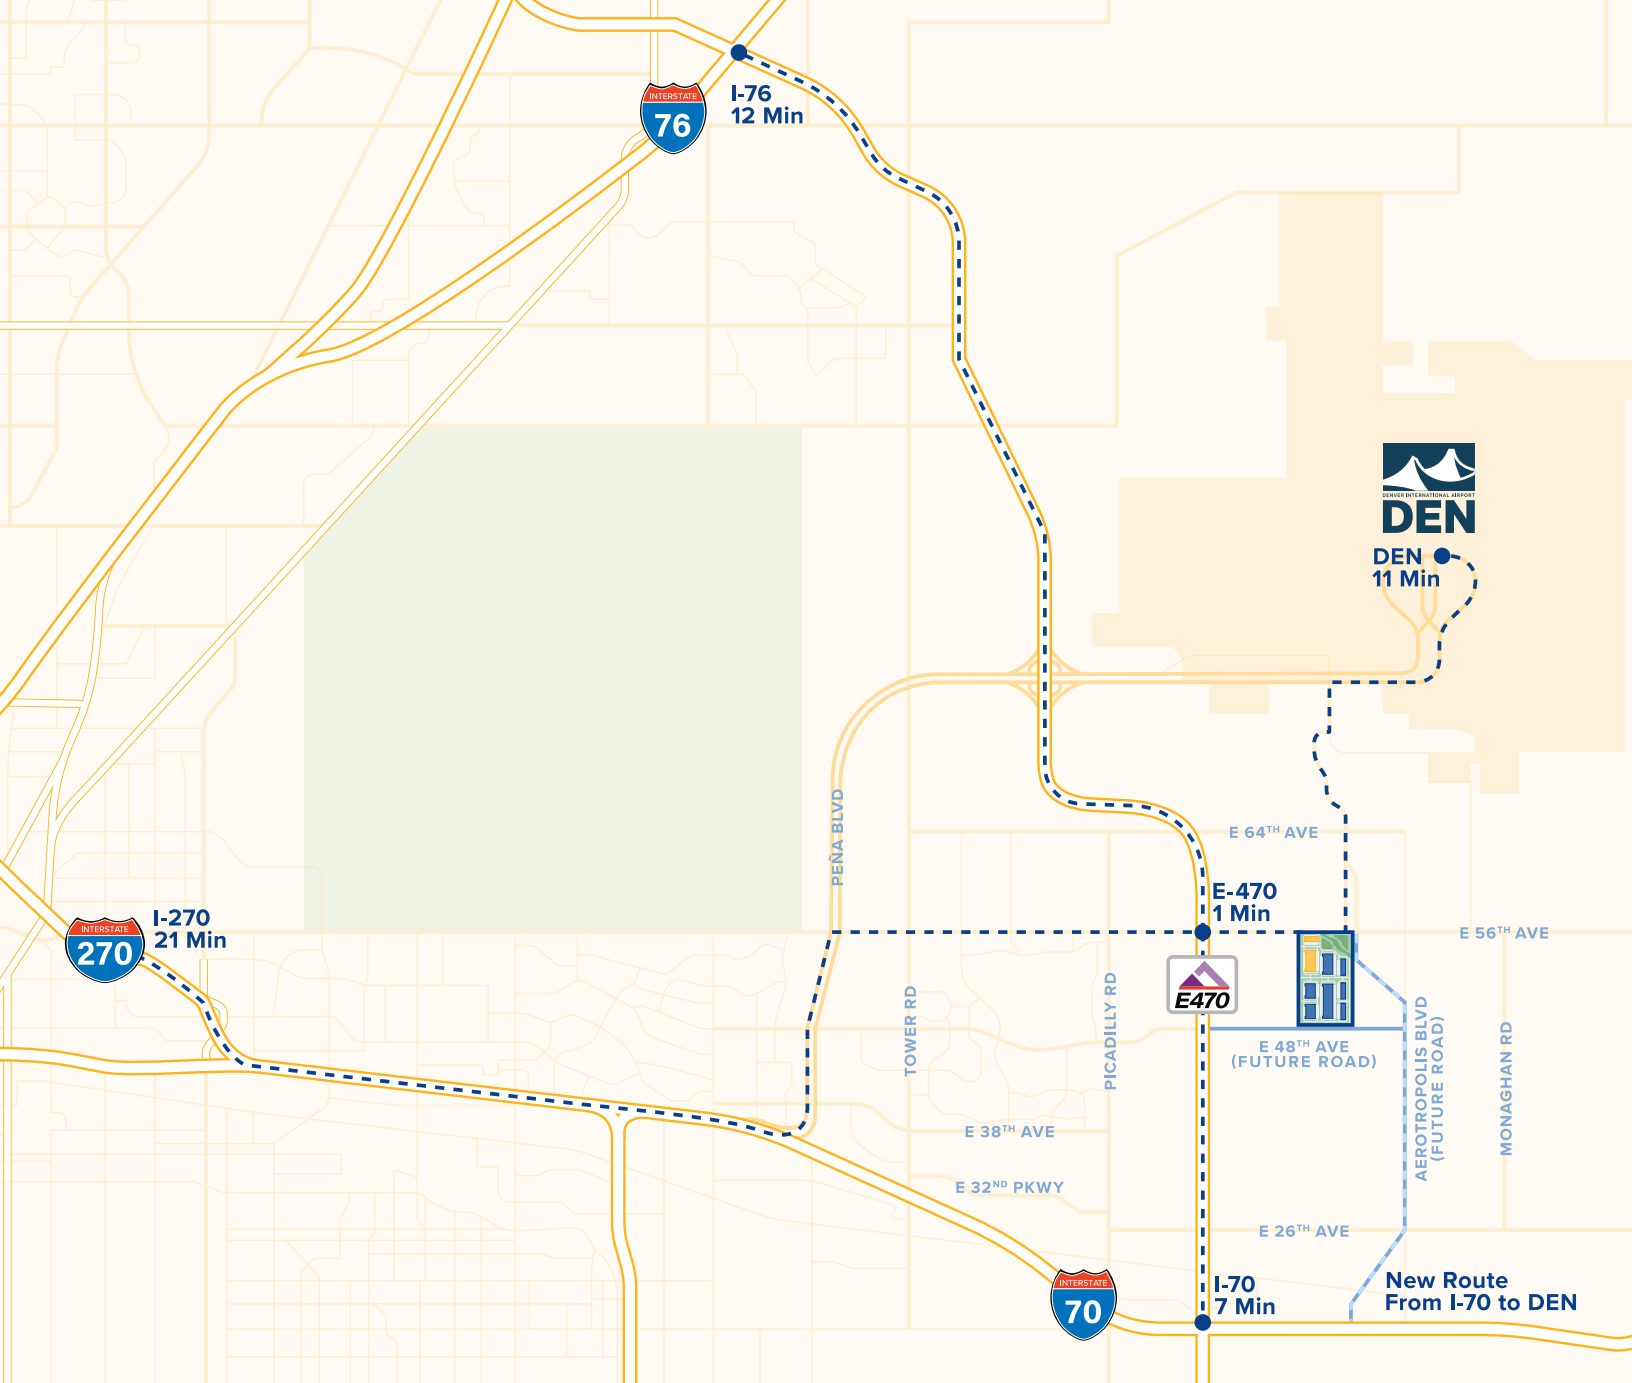 INTERSTATE
76
I-76
12 Min
DENVER INTERNATIONAL AIRPORT
DEN
DEN
11 Min
PEÑA BLVD
E 64TH AVE
E-470
1 Min
E 56TH AVE
INTERSTATE
270
I-270
21 Min
E470
TOWER RD
PICADILLY RD
E 48TH AVE
(FUTURE ROAD)
AEROTROPOLIS BLVD
(FUTURE ROAD)
MONAGHAN RD
E 38TH AVE
E 32ND PKWY
E 26TH AVE
INTERSTATE
70
I-70
7 Min
New Route
From I-70 to DEN